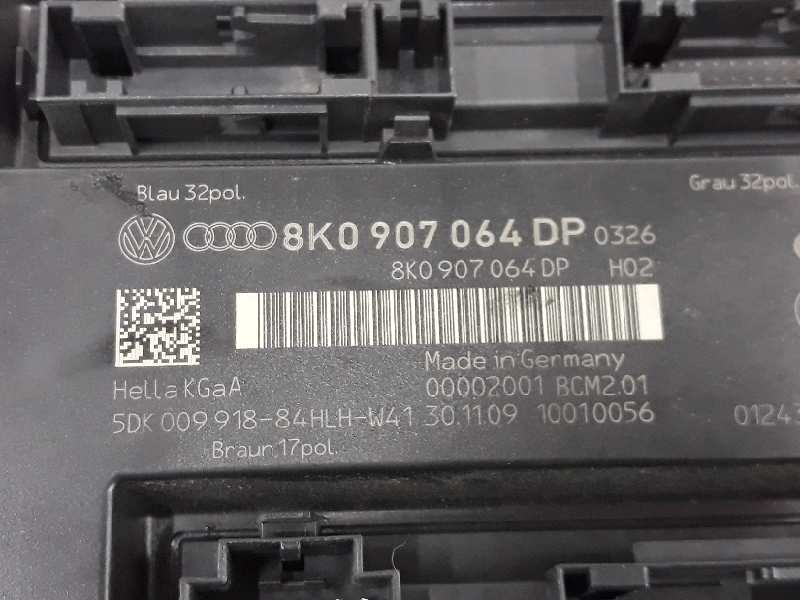 Blau 32pol.
Grau 32pol.
8K0 907 064 DP 0326
8K0 907 064 DP H02
Made in Germany
Hella KGaA
00002001 BCM2.01
5DK 009 918-84HLH-W41 30.11.09 10010056
01243
Braun 17pol.